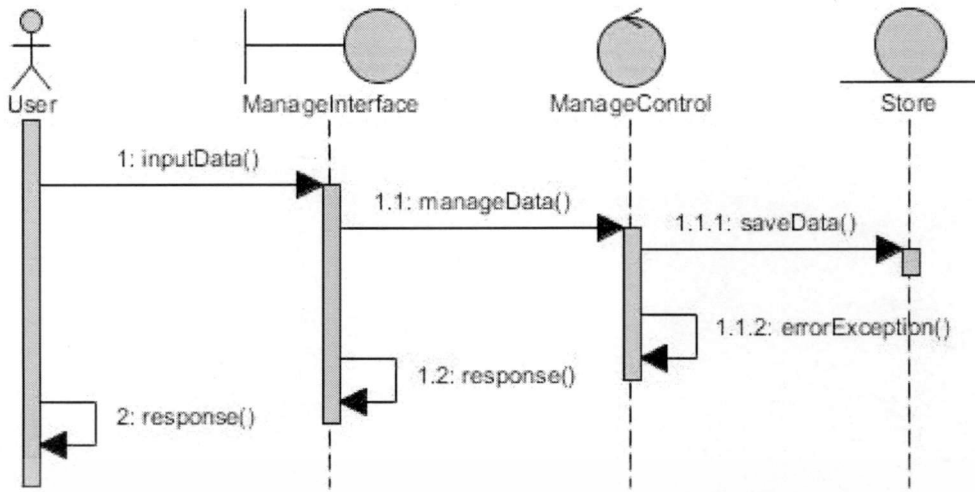 User
ManageInterface
ManageControl
Store
1: inputData()
1.1: manageData()
1.1.1: saveData()
1.1.2: errorException()
1.2: response()
2: response()